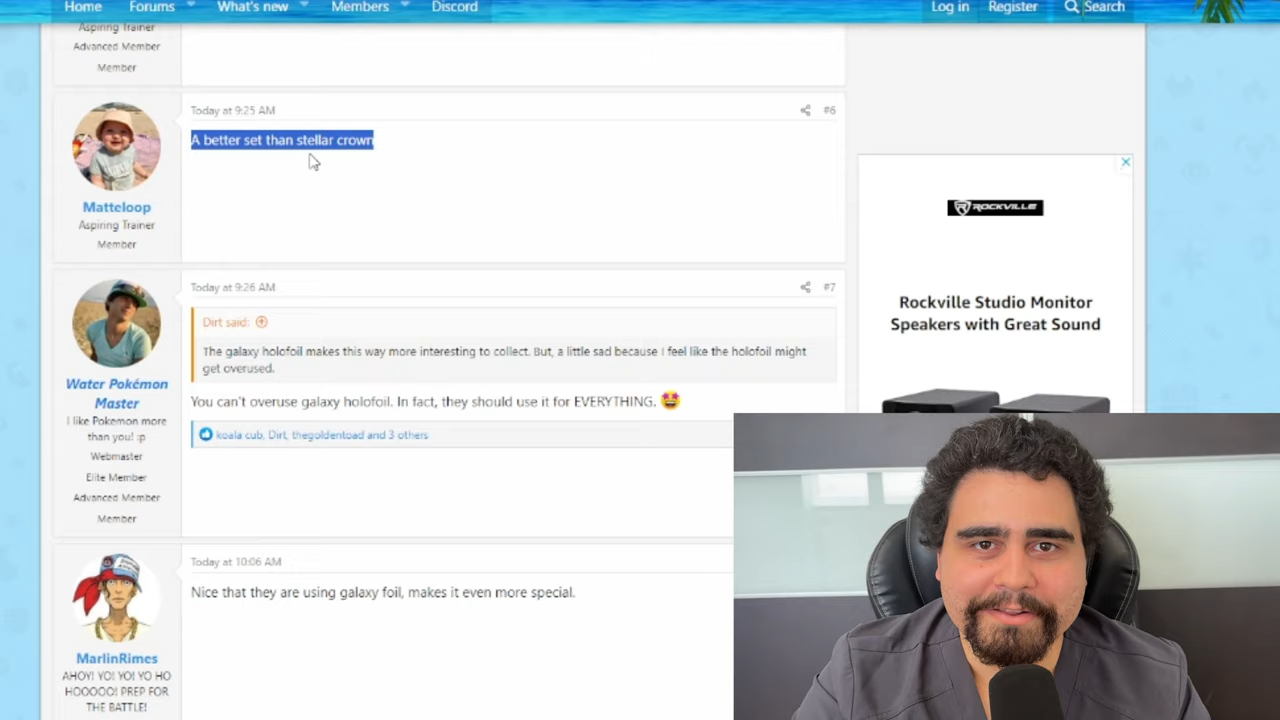 Home Forums What's new Members Discord Log in Register Search
Aspiring Trainer
Advanced Member
Member
Today at 9:25 AM #6
A better set than stellar crown
Matteloop
Aspiring Trainer
Member
Today at 9:26 AM #7
Dirt said:
The galaxy holofoil makes this way more interesting to collect. But, a little sad because I feel like the holofoil might
get overused.
You can't overuse galaxy holofoil. In fact, they should use it for EVERYTHING.
koala cub, Dirt, thegoldentoad and 3 others
Water Pokémon
Master
I like Pokemon more
than you! :p
Webmaster
Elite Member
Advanced Member
Member
Today at 10:06 AM
Nice that they are using galaxy foil, makes it even more special.
MarlinRimes
AHOY! YO! YO! YO HO
HOOOOO! PREP FOR
THE BATTLE!
ROCKVILLE
Rockville Studio Monitor
Speakers with Great Sound